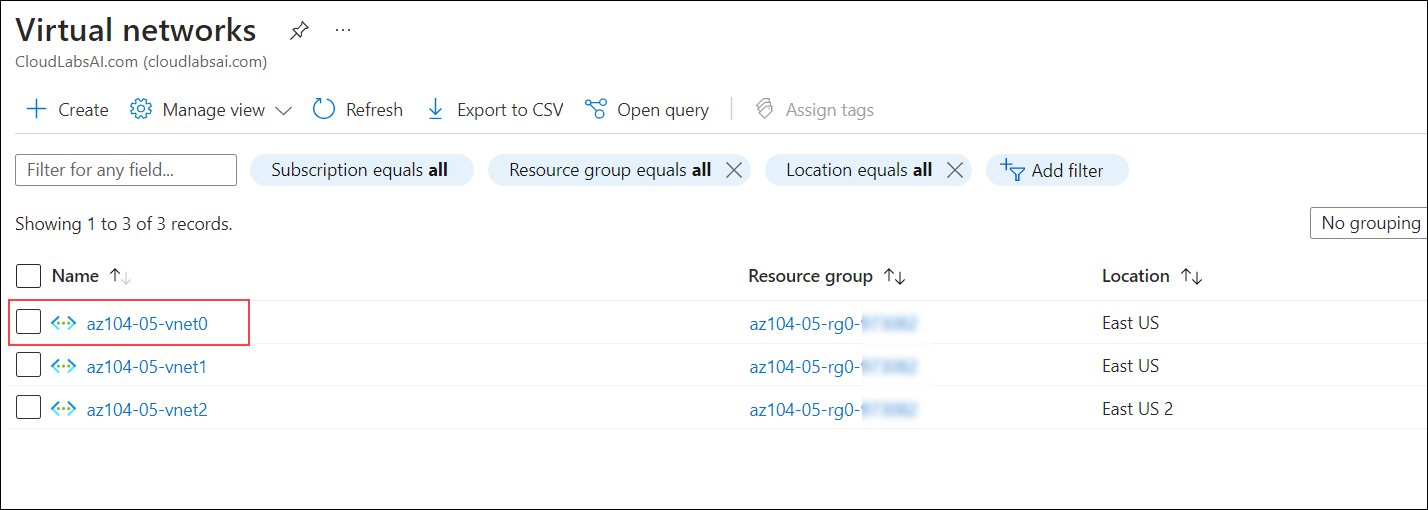 Virtual networks ...
CloudLabsAI.com (cloudlabsai.com)
Create Manage view Refresh Export to CSV Open query Assign tags
Filter for any field... Subscription equals all Resource group equals all Location equals all Add filter
Showing 1 to 3 of 3 records. No grouping
Name Resource group Location
az104-05-vnet0 az104-05-rg0- East US
az104-05-vnet1 az104-05-rg0- East US
az104-05-vnet2 az104-05-rg0- East US 2